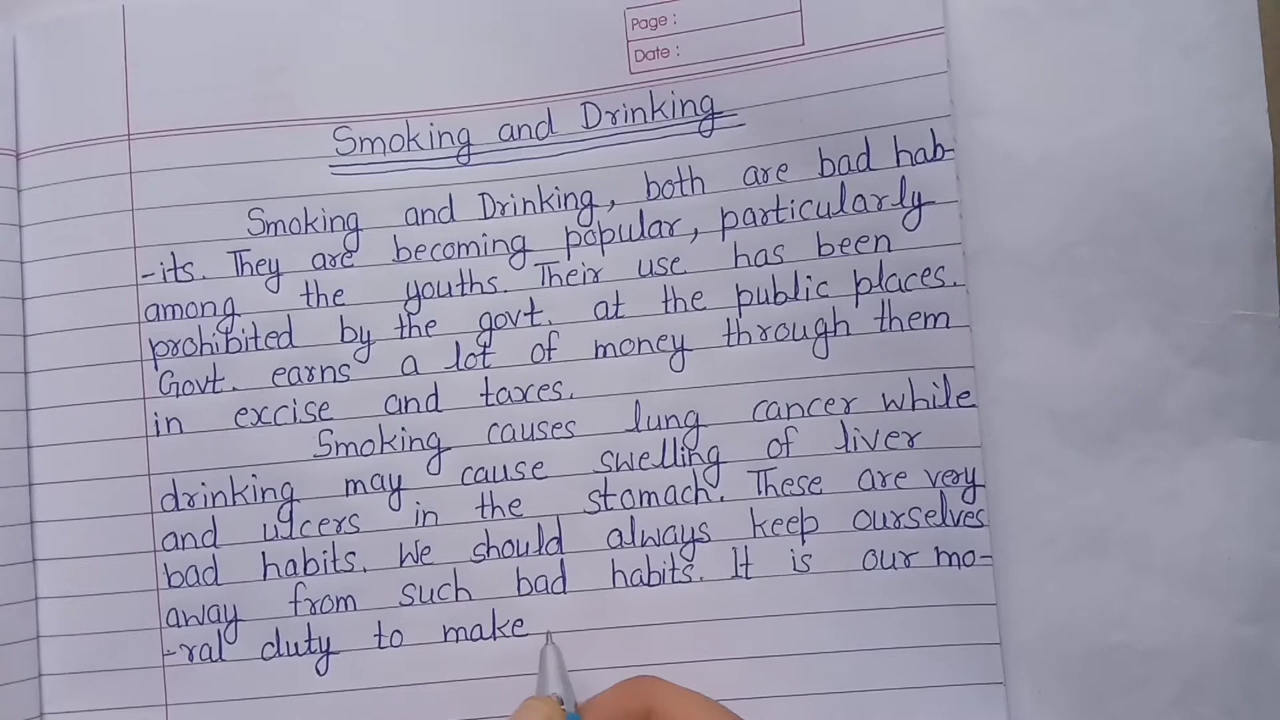 Page :
Date :
Smoking and Drinking
Smoking and Drinking, both are bad hab-
-its. They are becoming popular, particularly
among the youths. Their use has been
prohibited by the govt. at the public places.
Govt. earns a lot of money through them
in excise and taxes.
Smoking causes lung cancer while
drinking may cause swelling of liver
and ulcers in the stomach. These are very
bad habits. We should always keep ourselves
away from such bad habits. It is our mo-
-ral duty to make